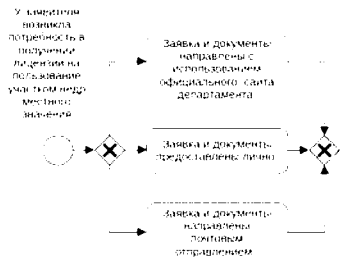 У заявителя
возникла
потребность в
получении
лицензии на
пользование
участком недр
местного
значения
Заявка и документы
направлены с
использованием
официального сайта
департамента
Заявка и документы
предоставлены лично
Заявка и документы
направлены
почтовым
отправлением